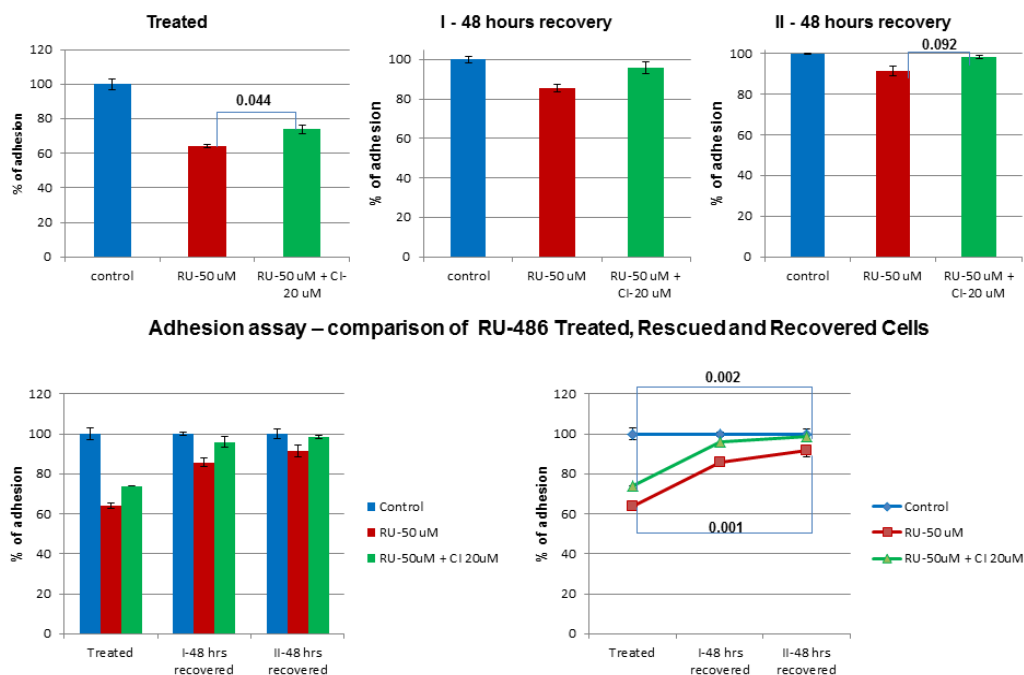 Treated
I - 48 hours recovery
II - 48 hours recovery
120
100
80
60
40
20
0
% of adhesion
0.044
control
RU-50 uM
RU-50 uM + CI-
20 uM
100
80
60
40
20
0
% of adhesion
control
RU-50 uM
RU-50 uM +
CI-20 uM
100
80
60
40
20
0
% of adhesion
0.092
control
RU-50 uM
RU-50 uM +
CI-20 uM
Adhesion assay – comparison of RU-486 Treated, Rescued and Recovered Cells
120
100
80
60
40
20
0
% of adhesion
Treated
I-48 hrs
recovered
II-48 hrs
recovered
Control
RU-50 uM
RU-50uM + CI 20uM
120
100
80
60
40
20
0
% of adhesion
0.002
0.001
Treated
I-48 hrs
recovered
II-48 hrs
recovered
Control
RU-50 uM
RU-50uM + CI 20uM